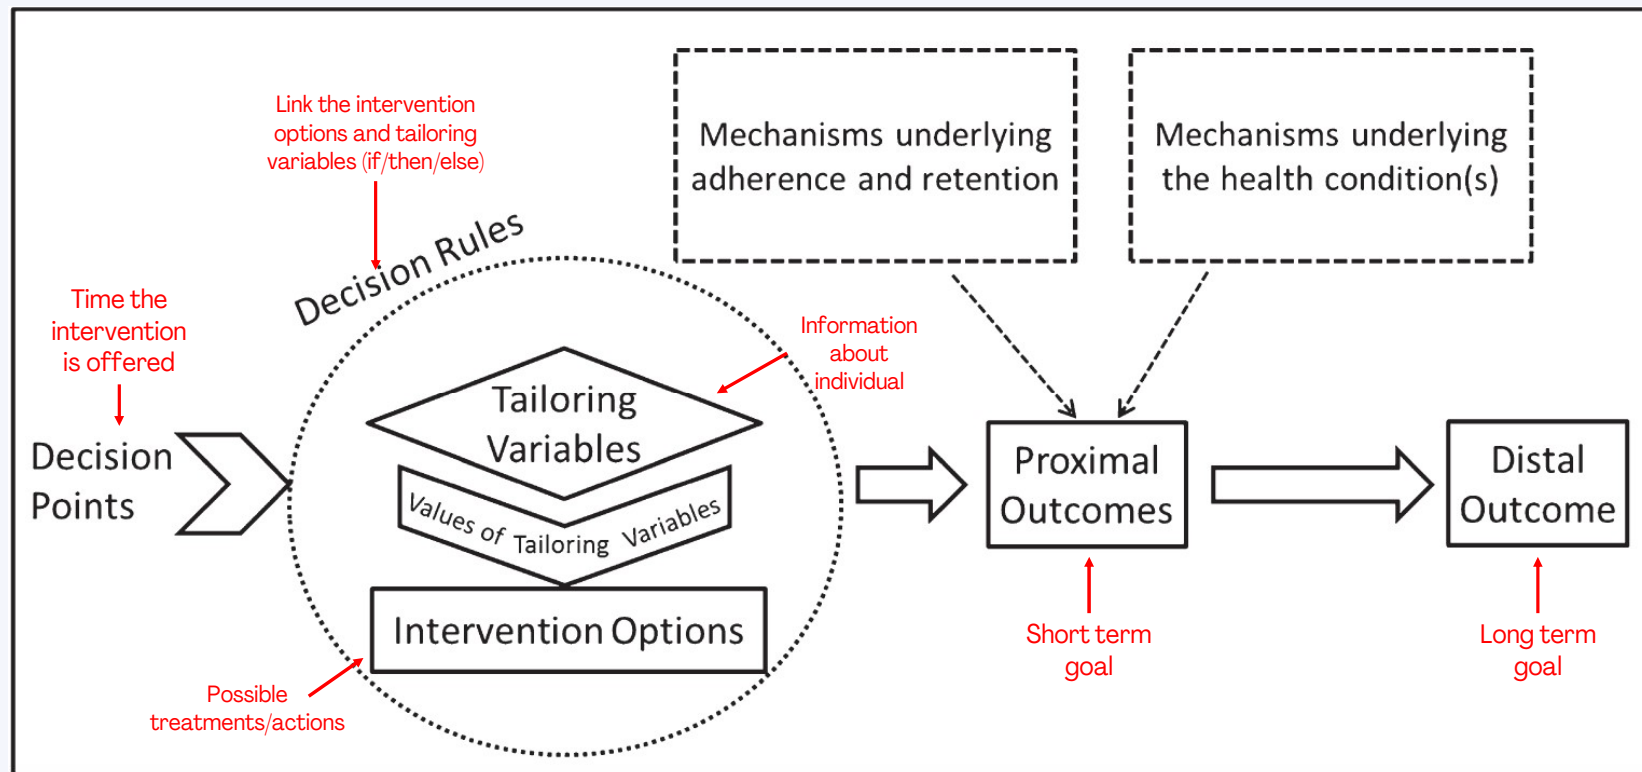 Link the intervention
options and tailoring
variables (if/then/else)
Mechanisms underlying
adherence and retention
Mechanisms underlying
the health condition(s)
Decision Rules
Time the
intervention
is offered
Information
about
individual
Decision
Points
Tailoring
Variables
Values of Tailoring Variables
Intervention Options
Possible
treatments/actions
Proximal
Outcomes
Distal
Outcome
Short term
goal
Long term
goal